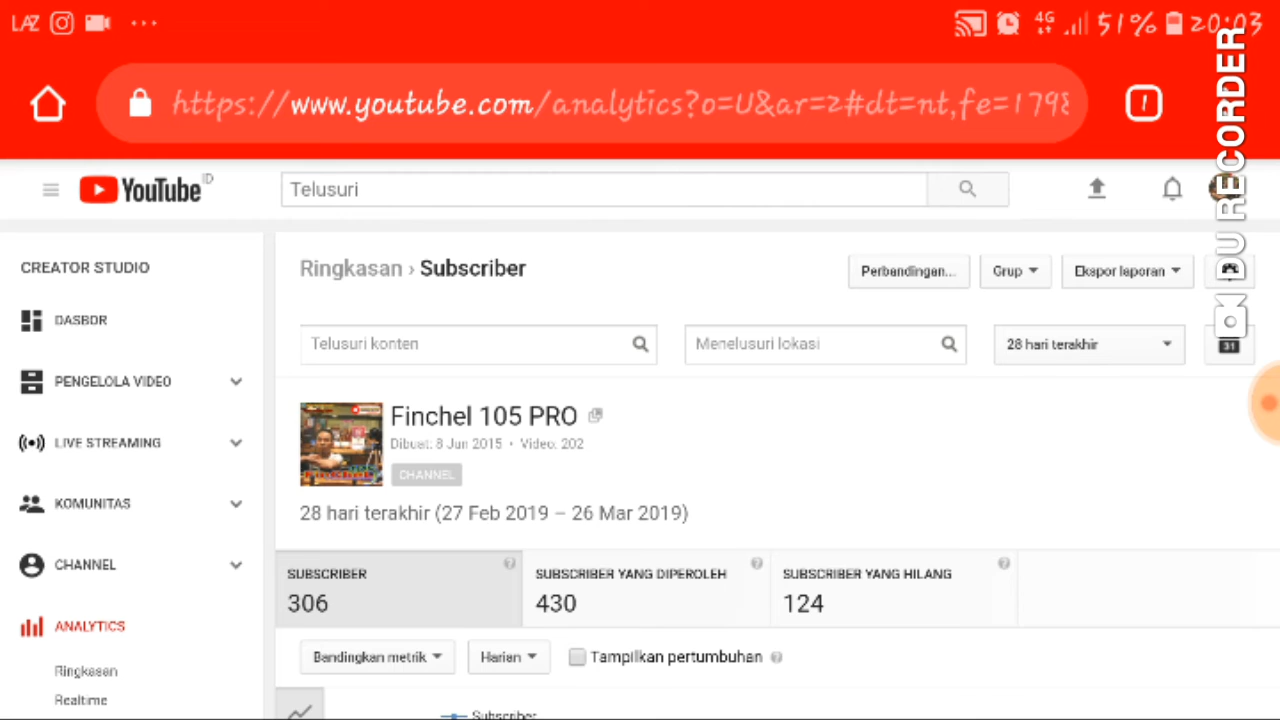 LAZ
4G 51% 20:03
https://www.youtube.com/analytics?o=U&ar=2#dt=nt,fe=1798
1
DU RECORDER
YouTube ID
Telusuri
CREATOR STUDIO
DASBOR
PENGELOLA VIDEO
LIVE STREAMING
KOMUNITAS
CHANNEL
ANALYTICS
Ringkasan
Realtime
Ringkasan › Subscriber
Perbandingan...
Grup
Ekspor laporan
Telusuri konten
Menelusuri lokasi
28 hari terakhir
31
Finchel 105 PRO
Dibuat: 8 Jun 2015 • Video: 202
CHANNEL
28 hari terakhir (27 Feb 2019 – 26 Mar 2019)
SUBSCRIBER
306
SUBSCRIBER YANG DIPEROLEH
430
SUBSCRIBER YANG HILANG
124
Bandingkan metrik
Harian
Tampilkan pertumbuhan
Subscriber